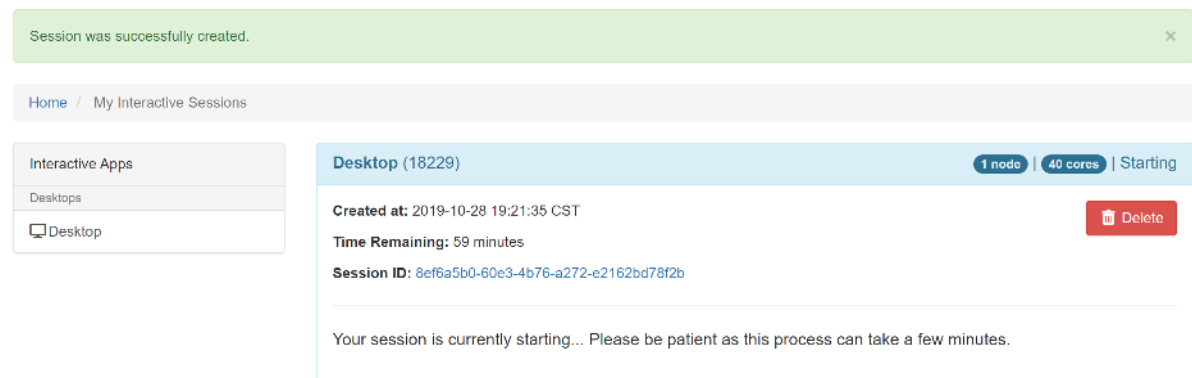 Session was successfully created. ×
Home / My Interactive Sessions
Interactive Apps
Desktops
Desktop
Desktop (18229) 1 node | 40 cores | Starting
Created at: 2019-10-28 19:21:35 CST
Delete
Time Remaining: 59 minutes
Session ID: 8ef6a5b0-60e3-4b76-a272-e2162bd78f2b
Your session is currently starting... Please be patient as this process can take a few minutes.